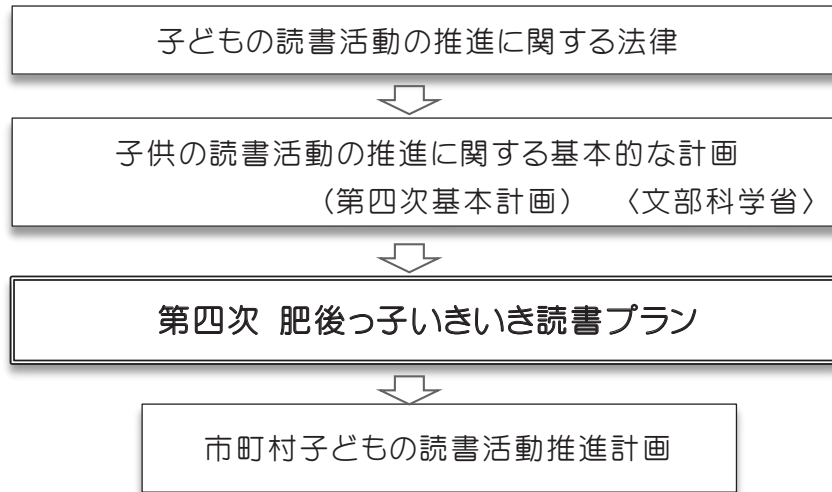 子どもの読書活動の推進に関する法律
子供の読書活動の推進に関する基本的な計画
（第四次基本計画）　〈文部科学省〉
第四次 肥後っ子いきいき読書プラン
市町村子どもの読書活動推進計画